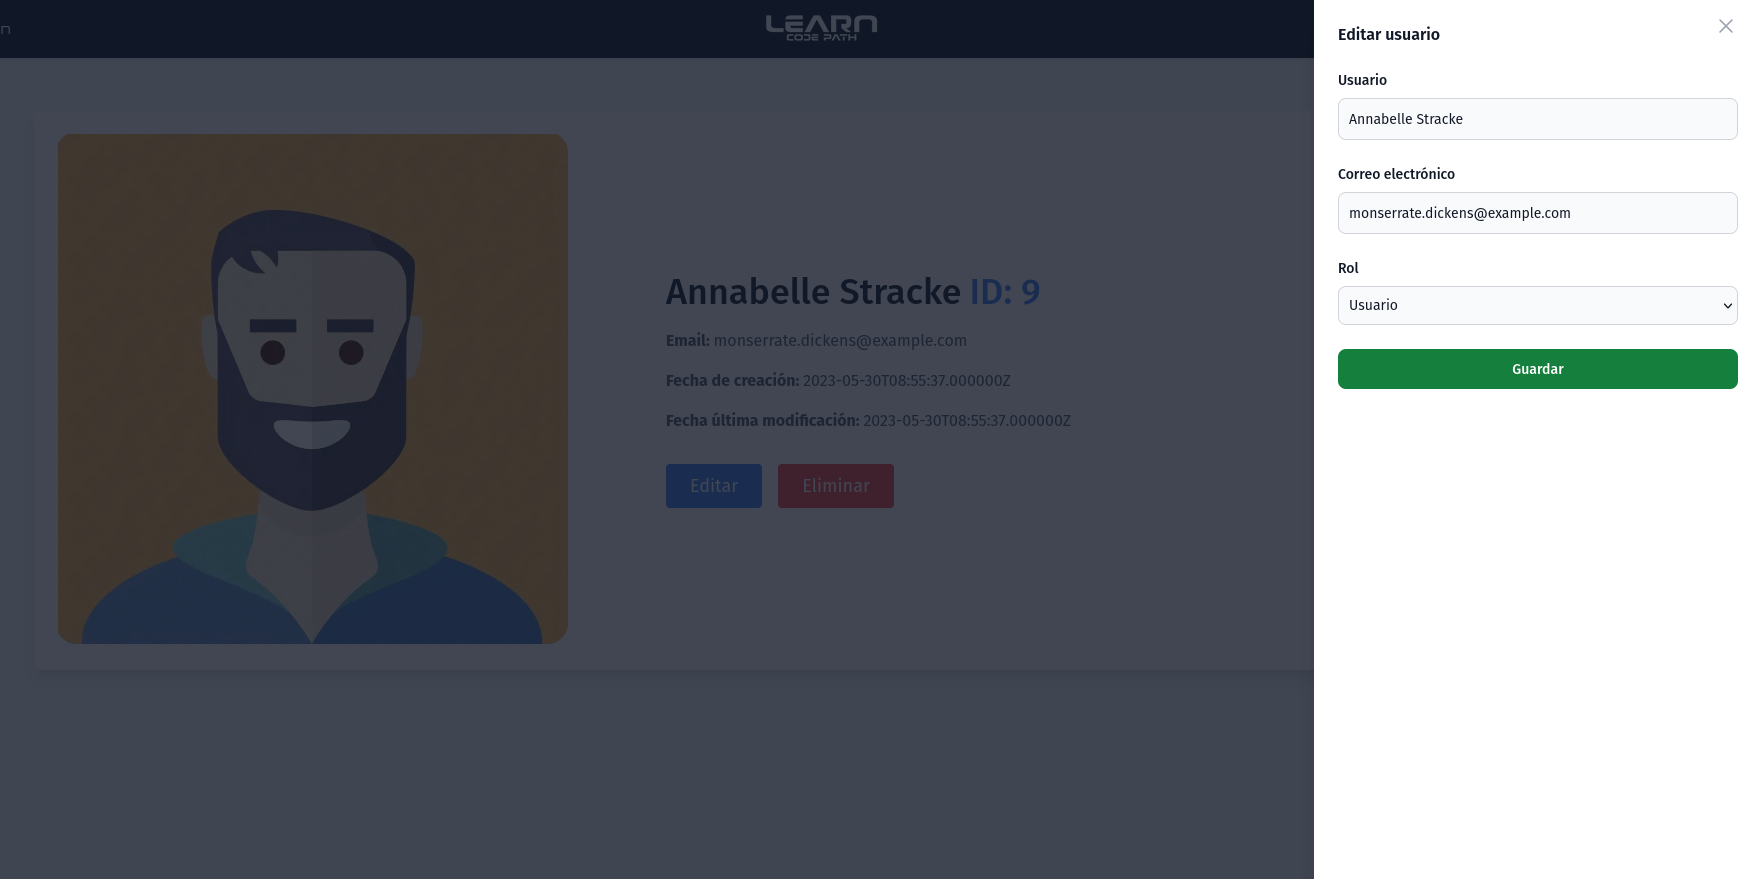 n
LEARN
CODE PATH
Annabelle Stracke ID: 9
Email: monserrate.dickens@example.com
Fecha de creación: 2023-05-30T08:55:37.000000Z
Fecha última modificación: 2023-05-30T08:55:37.000000Z
Editar Eliminar
Editar usuario
Usuario
Annabelle Stracke
Correo electrónico
monserrate.dickens@example.com
Rol
Usuario
Guardar